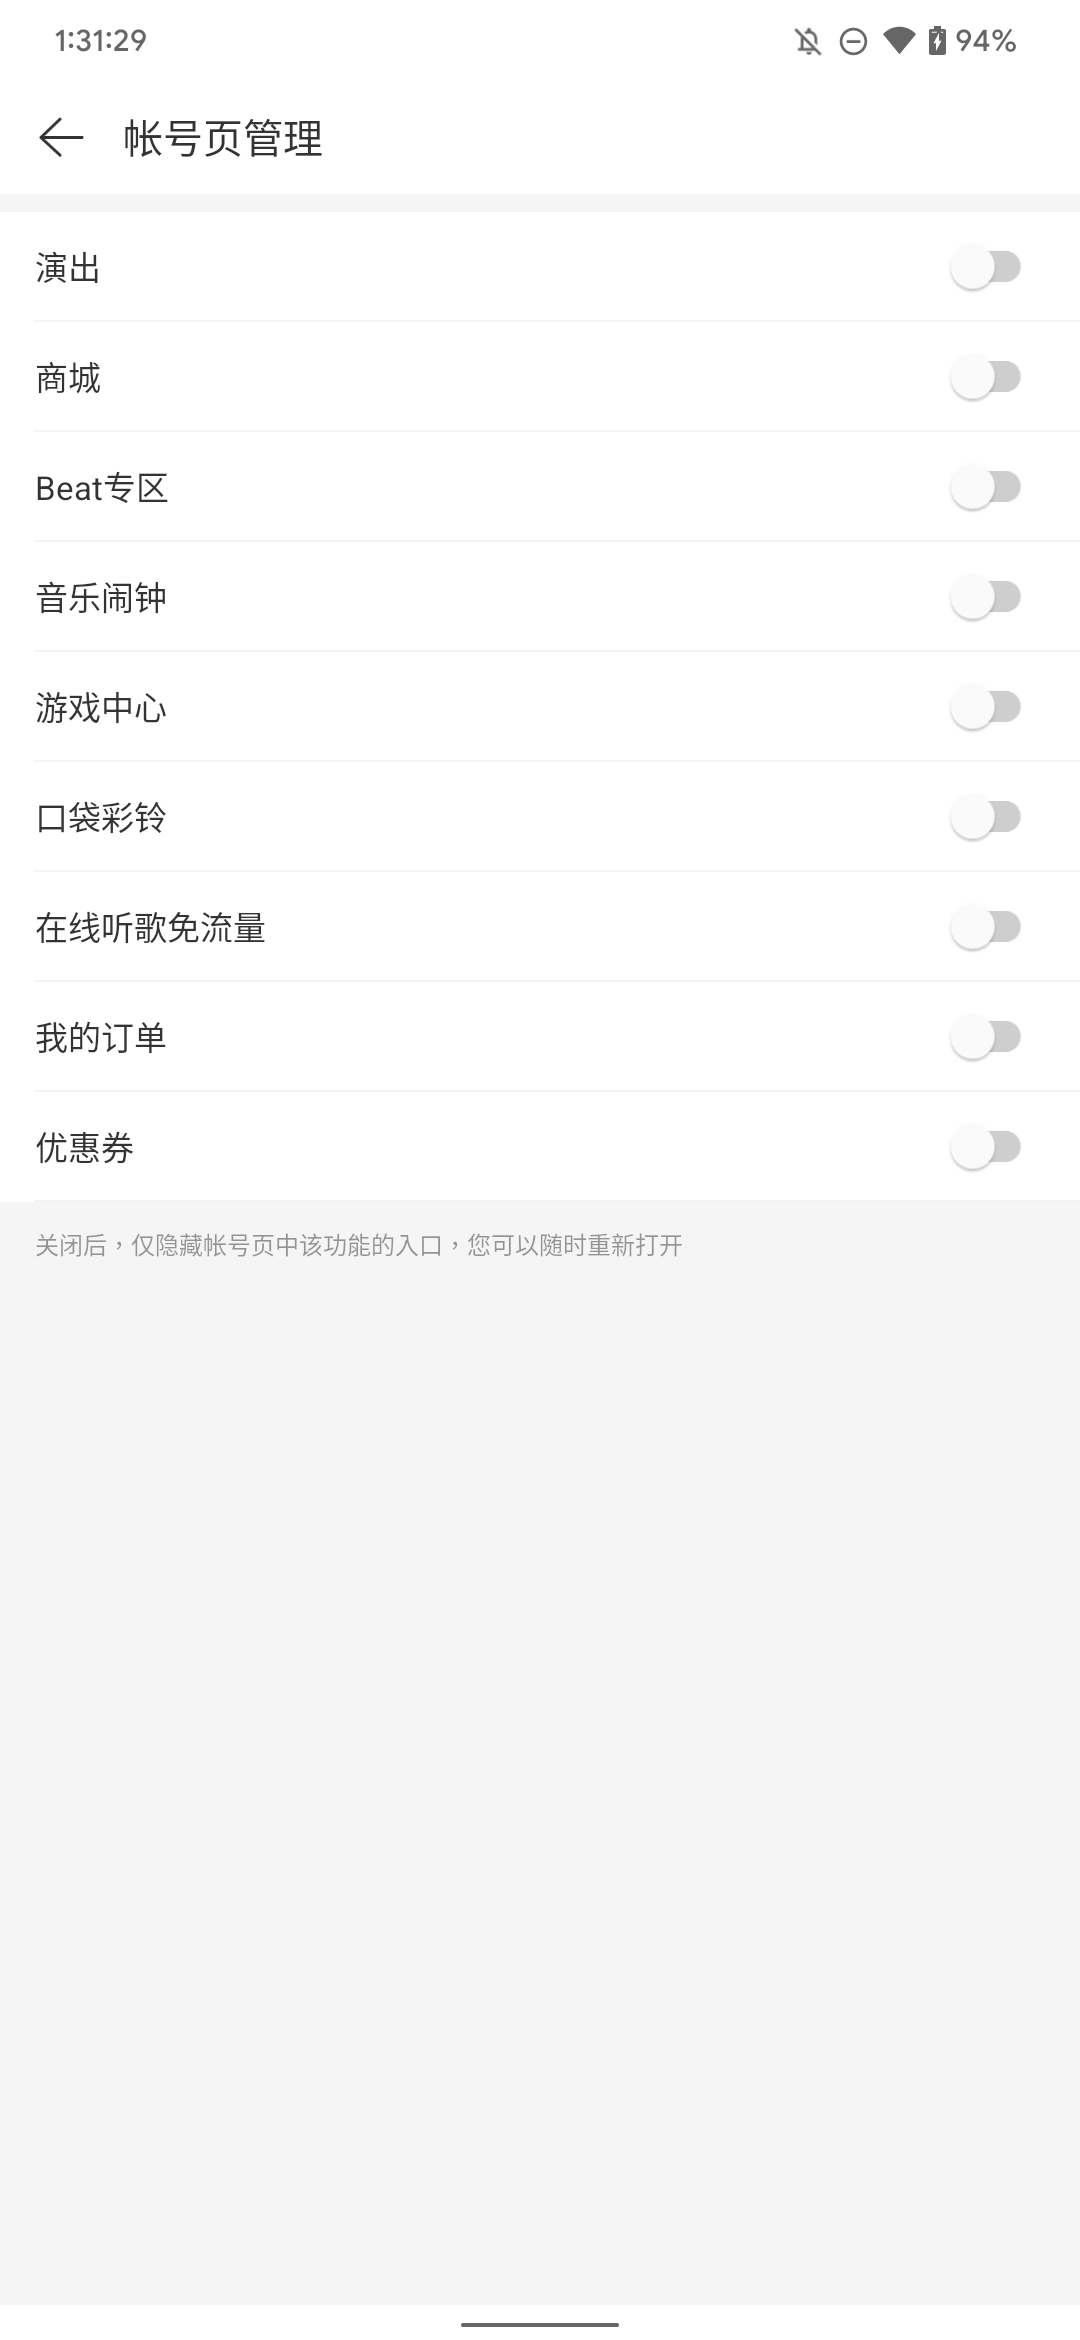 1:31:29
94%
帐号页管理
演出
商城
Beat专区
音乐闹钟
游戏中心
口袋彩铃
在线听歌免流量
我的订单
优惠券
关闭后，仅隐藏帐号页中该功能的入口，您可以随时重新打开